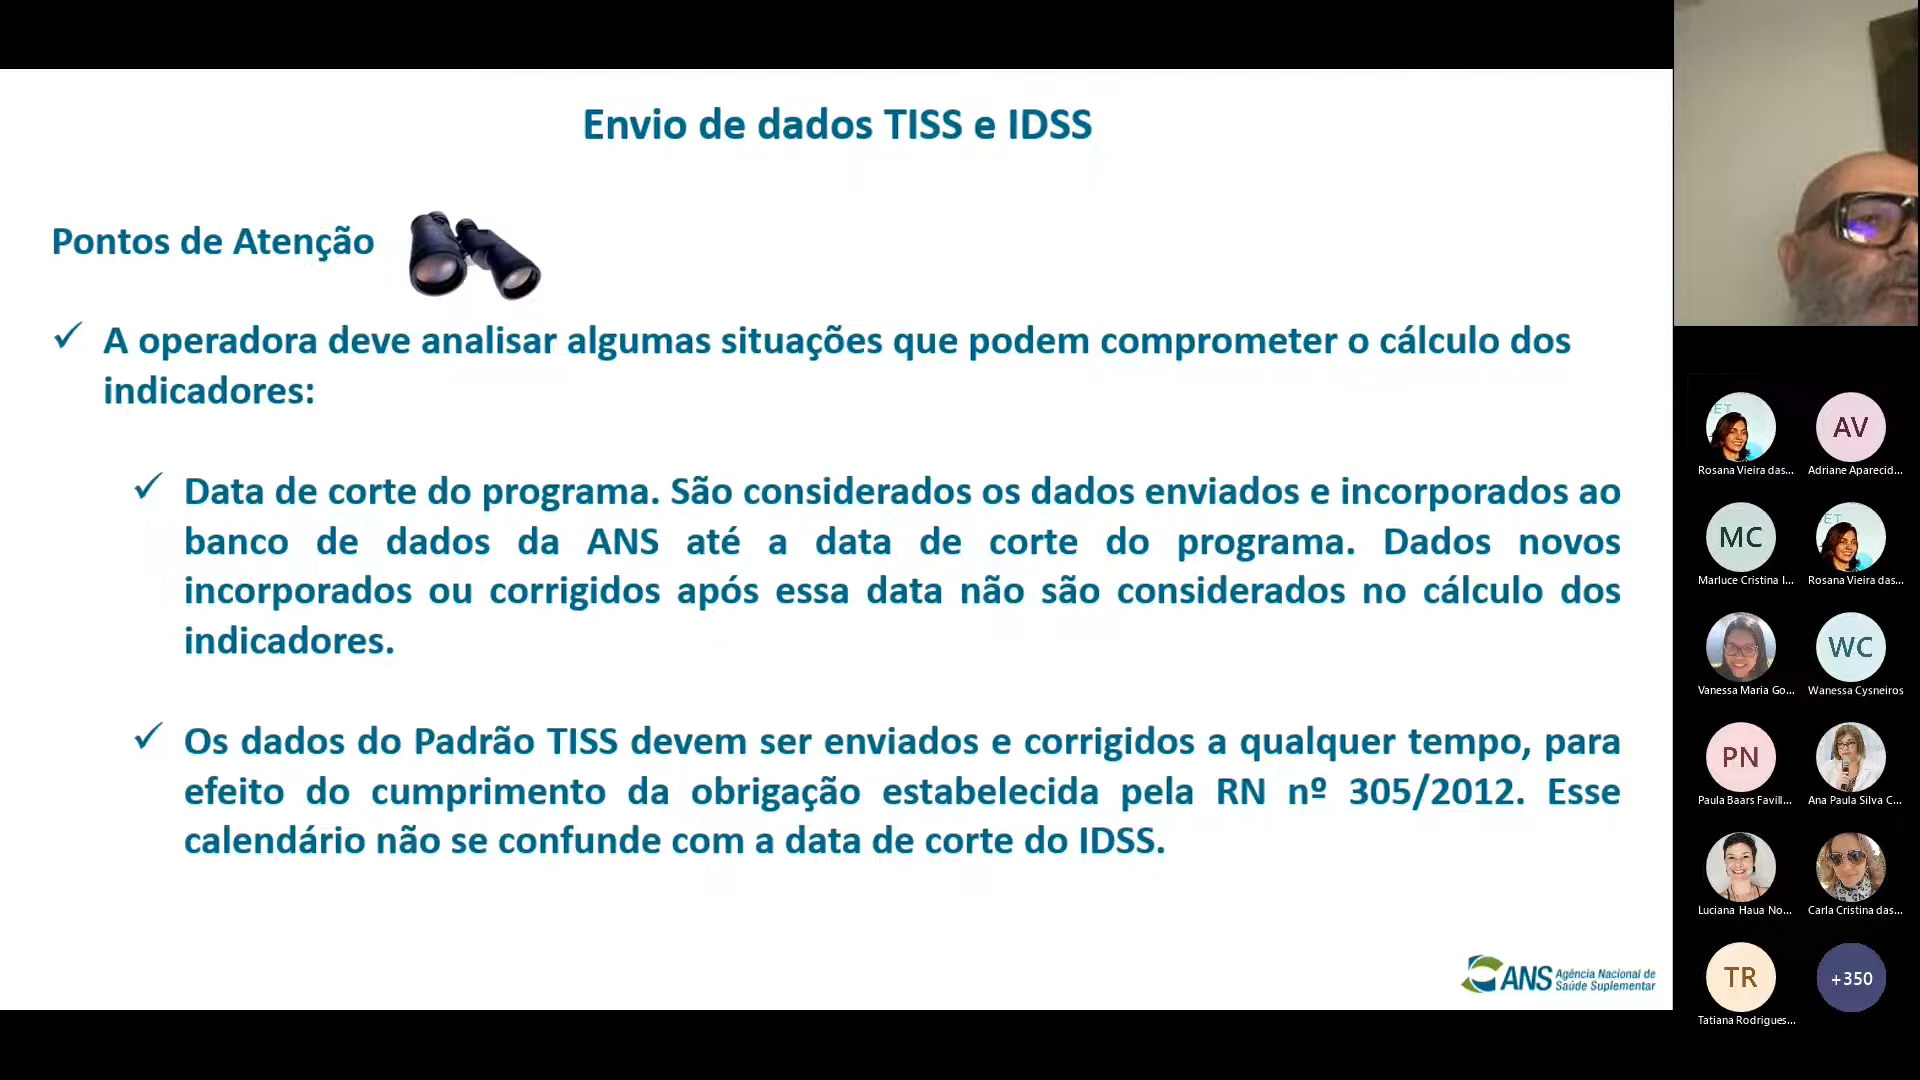 Envio de dados TISS e IDSS
Pontos de Atenção
✓ A operadora deve analisar algumas situações que podem comprometer o cálculo dos
indicadores:
✓ Data de corte do programa. São considerados os dados enviados e incorporados ao
banco de dados da ANS até a data de corte do programa. Dados novos
incorporados ou corrigidos após essa data não são considerados no cálculo dos
indicadores.
✓ Os dados do Padrão TISS devem ser enviados e corrigidos a qualquer tempo, para
efeito do cumprimento da obrigação estabelecida pela RN nº 305/2012. Esse
calendário não se confunde com a data de corte do IDSS.
ANS Agência Nacional de
Saúde Suplementar
ET
AV
Rosana Vieira das...
Adriane Aparecid...
MC
ET
Marluce Cristina I...
Rosana Vieira das...
WC
Vanessa Maria Go...
Wanessa Cysneiros
PN
Paula Baars Favill...
Ana Paula Silva C...
Luciana Haua No...
Carla Cristina das...
TR
+350
Tatiana Rodrigues...